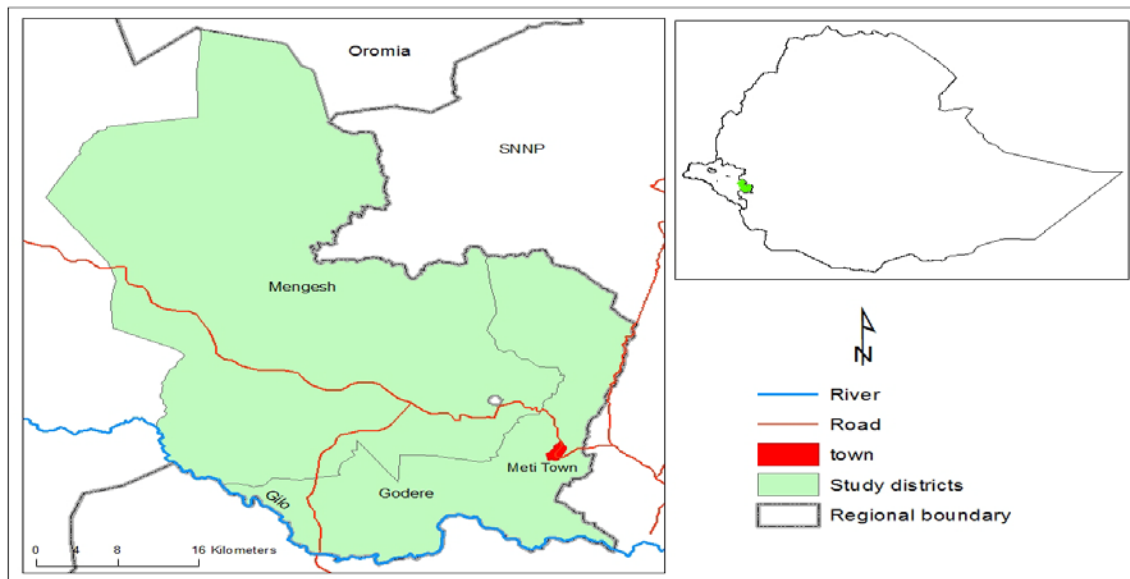 Oromia
SNNP
Mengesh
Meti Town
Godere
Gilo
0 4 8 16 Kilometers
N
River
Road
town
Study districts
Regional boundary